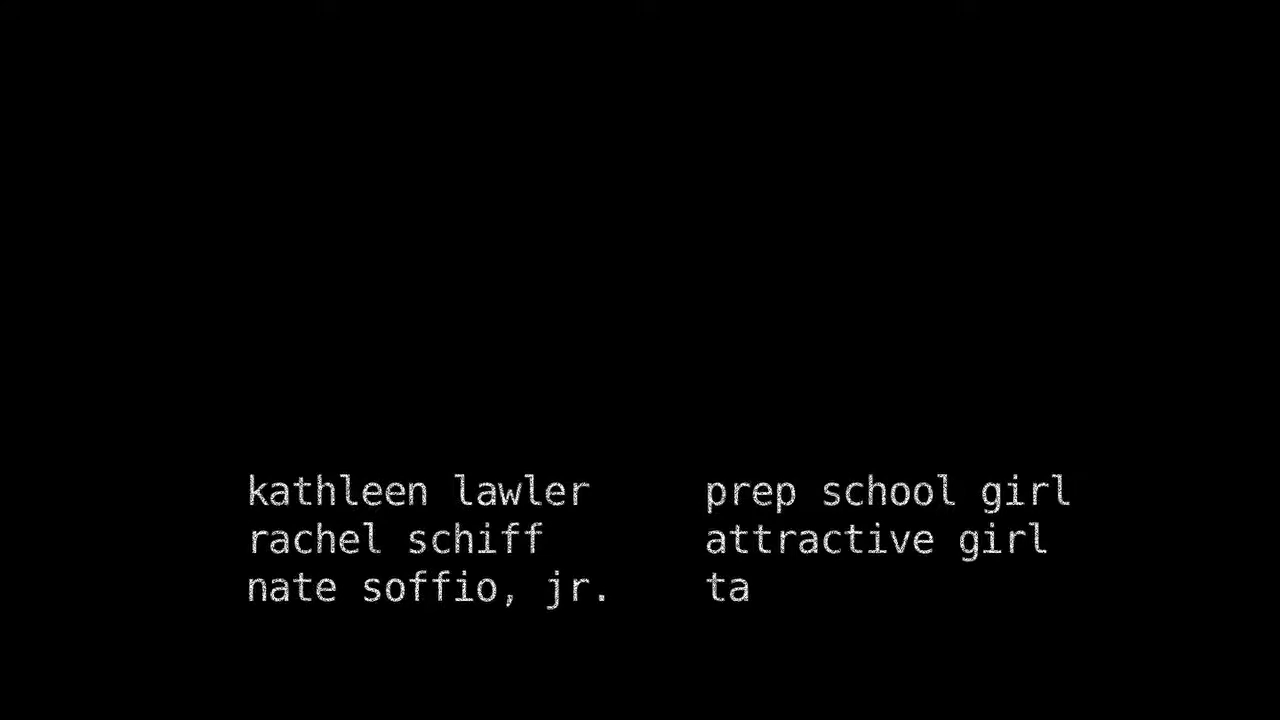 kathleen lawler prep school girl
rachel schiff attractive girl
nate soffio, jr. ta